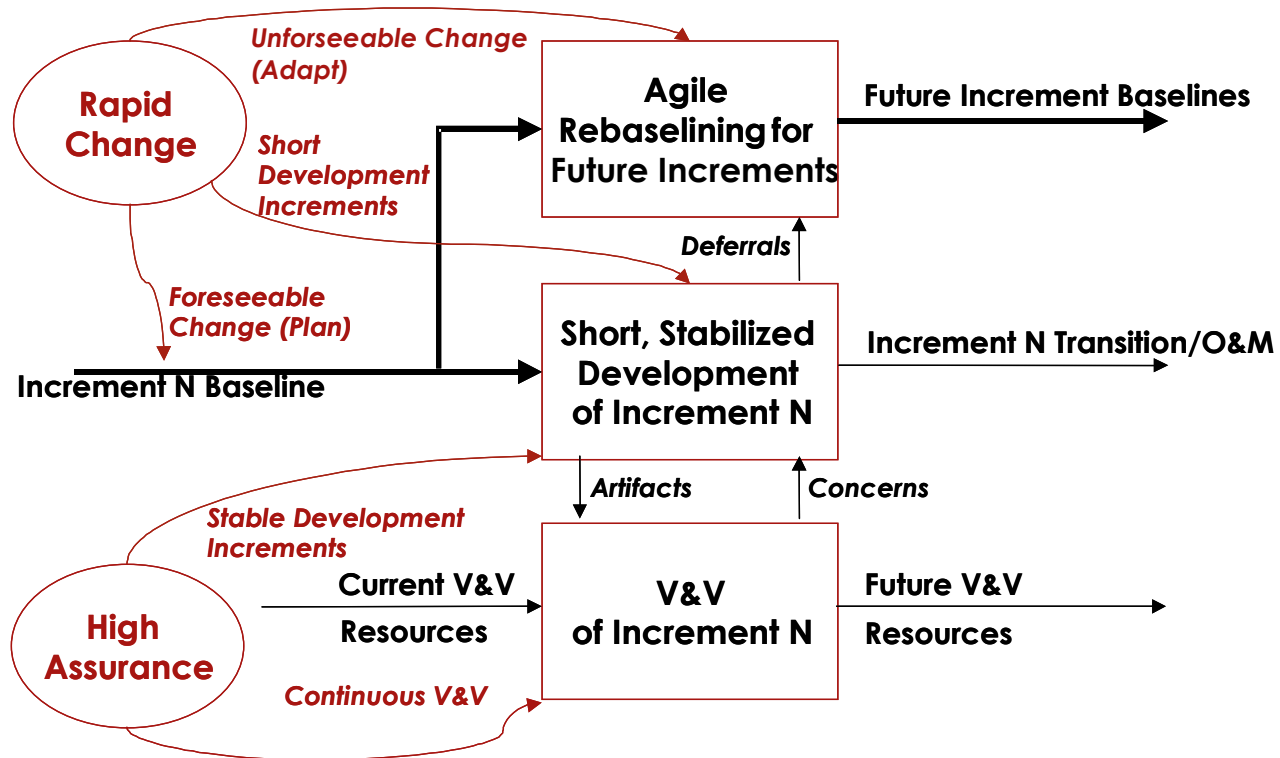 Unforseeable Change
(Adapt)
Rapid
Change
Short
Development
Increments
Agile
Rebaselining for
Future Increments
Future Increment Baselines
Deferrals
Foreseeable
Change (Plan)
Increment N Baseline
Short, Stabilized
Development
of Increment N
Increment N Transition/O&M
Artifacts
Concerns
Stable Development
Increments
High
Assurance
Current V&V
Resources
V&V
of Increment N
Future V&V
Resources
Continuous V&V